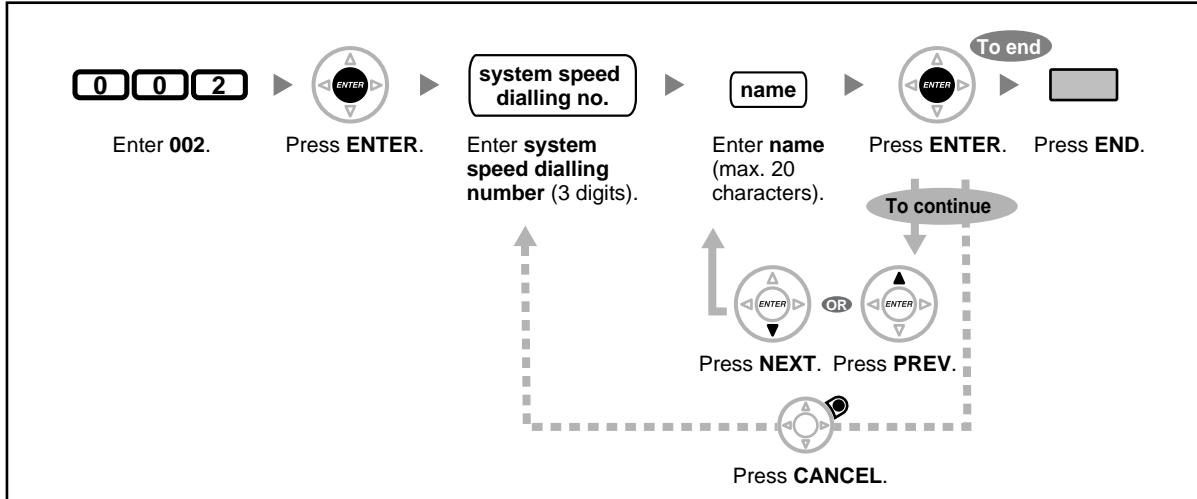 To end
0 0 2
ENTER
system speed
dialling no.
name
ENTER
Enter 002.
Press ENTER.
Enter system
speed dialling
number (3 digits).
Enter name
(max. 20
characters).
Press ENTER.
Press END.
To continue
ENTER
OR
ENTER
Press NEXT.
Press PREV.
Press CANCEL.